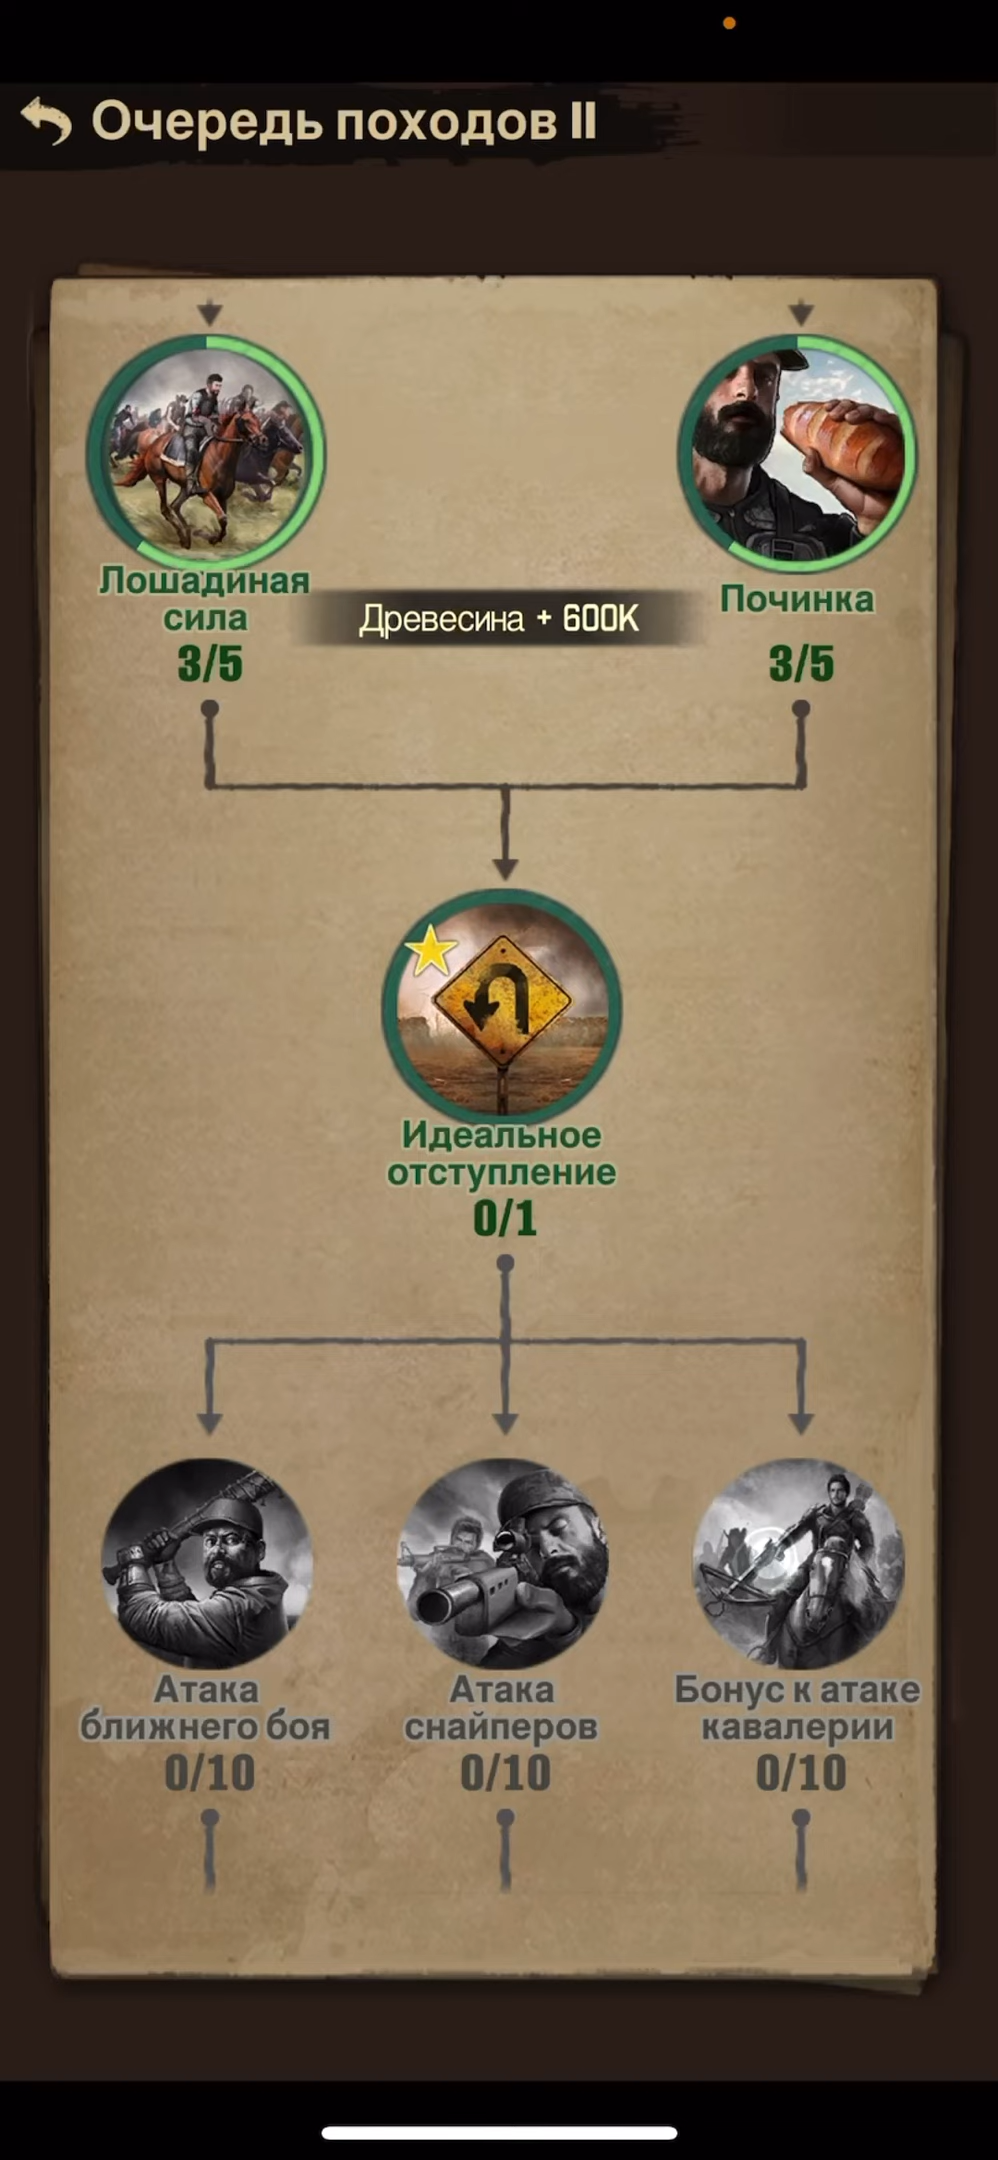 Очередь походов II
Лошадиная
сила
3/5
Древесина + 600K
Починка
3/5
Идеальное
отступление
0/1
Атака
ближнего боя
0/10
Атака
снайперов
0/10
Бонус к атаке
кавалерии
0/10